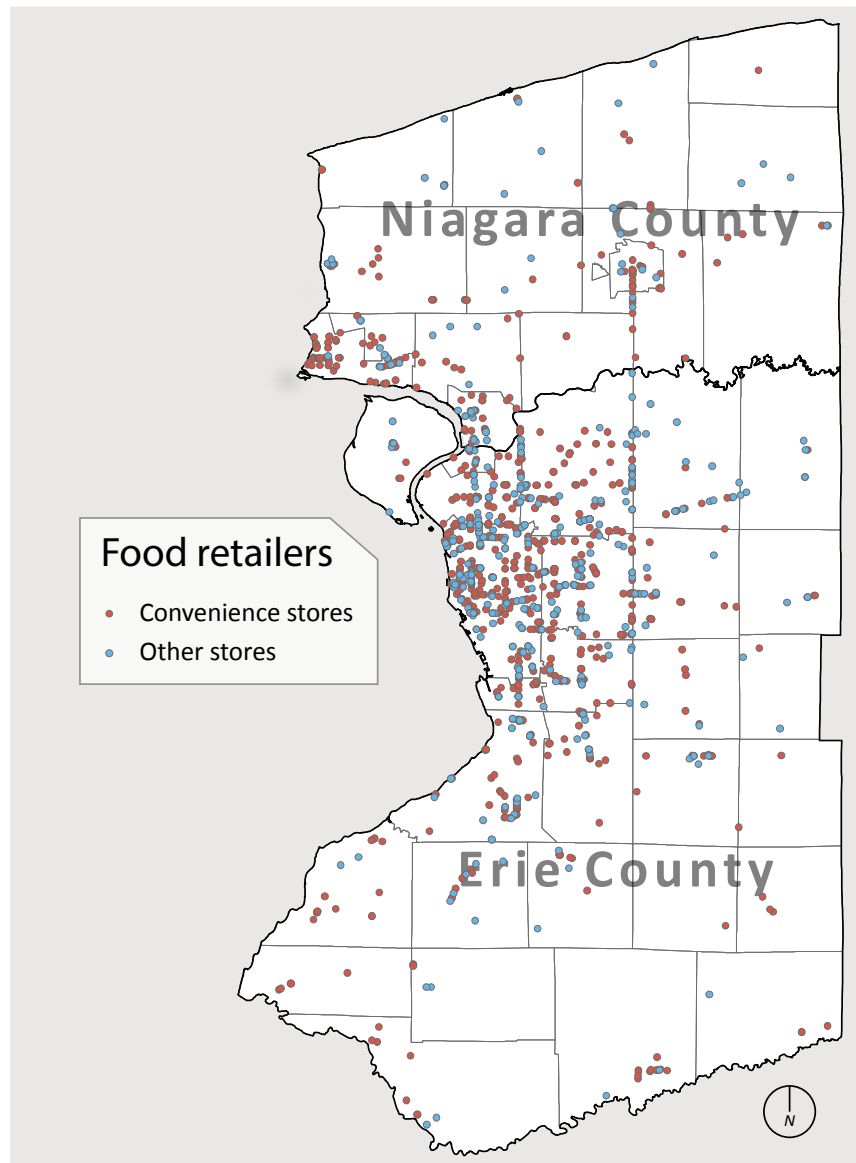 Niagara County
Food retailers
Convenience stores
Other stores
Erie County
N